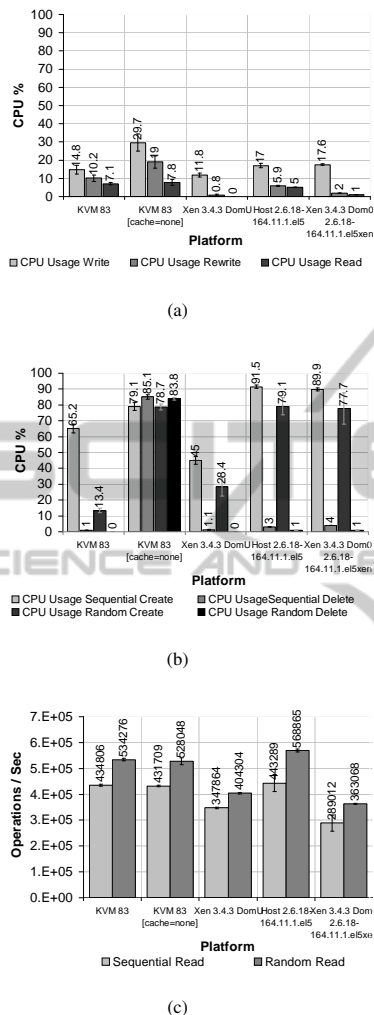 100
90
80
70
60
50
40
30
20
10
0
CPU %
14.8
10.2
7.1
29.7
19
7.8
11.8
0.8
0
17
5.9
5
17.6
2
1
KVM 83
KVM 83
[cache=none]
Xen 3.4.3 DomU
Host 2.6.18-
164.11.1.el5
Xen 3.4.3 Dom0
2.6.18-
164.11.1.el5xen
Platform
CPU Usage Write
CPU Usage Rewrite
CPU Usage Read
(a)
100
90
80
70
60
50
40
30
20
10
0
CPU %
65.2
1
13.4
0
79.1
85.1
78.7
83.8
45
1.1
28.4
0
91.5
3
79.1
1
89.9
4
77.7
1
KVM 83
KVM 83
[cache=none]
Xen 3.4.3 DomU
Host 2.6.18-
164.11.1.el5
Xen 3.4.3 Dom0
2.6.18-
164.11.1.el5xen
Platform
CPU Usage Sequential Create
CPU UsageSequential Delete
CPU Usage Random Create
CPU Usage Random Delete
(b)
7.E+05
6.E+05
5.E+05
4.E+05
3.E+05
2.E+05
1.E+05
0.E+00
Operations / Sec
434806
534276
431709
528048
347864
404304
443289
568865
289012
363068
KVM 83
KVM 83
[cache=none]
Xen 3.4.3 DomU
Host 2.6.18-
164.11.1.el5
Xen 3.4.3 Dom
2.6.18-
164.11.1.el5xe
Platform
Sequential Read
Random Read
(c)